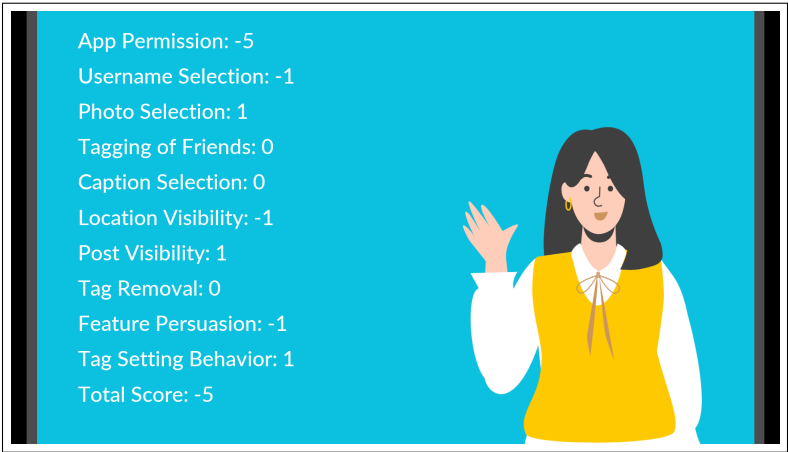 App Permission: -5
Username Selection: -1
Photo Selection: 1
Tagging of Friends: 0
Caption Selection: 0
Location Visibility: -1
Post Visibility: 1
Tag Removal: 0
Feature Persuasion: -1
Tag Setting Behavior: 1
Total Score: -5